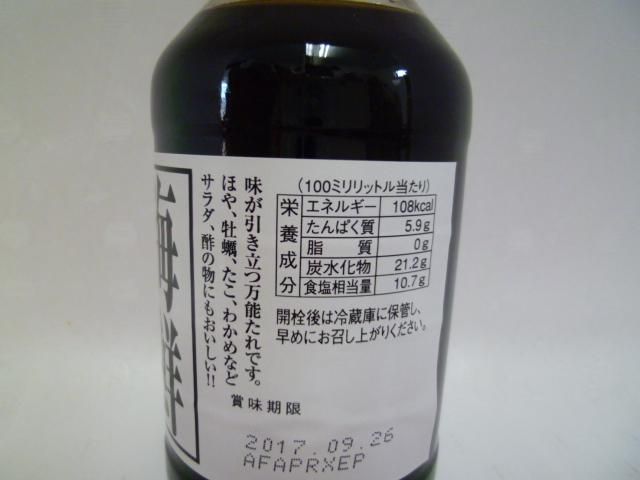 海鮮
味が引き立つ万能たれです。
ほや、牡蠣、たこ、わかめなど
サラダ、酢の物にもおいしい!!
(100ミリリットル当たり)
栄養成分
エネルギー 108kcal
たんぱく質 5.9g
脂質 0g
炭水化物 21.2g
食塩相当量 10.7g
開栓後は冷蔵庫に保管し、
早めにお召し上がりください。
賞味期限
2017.09.26
AFAPRXEP